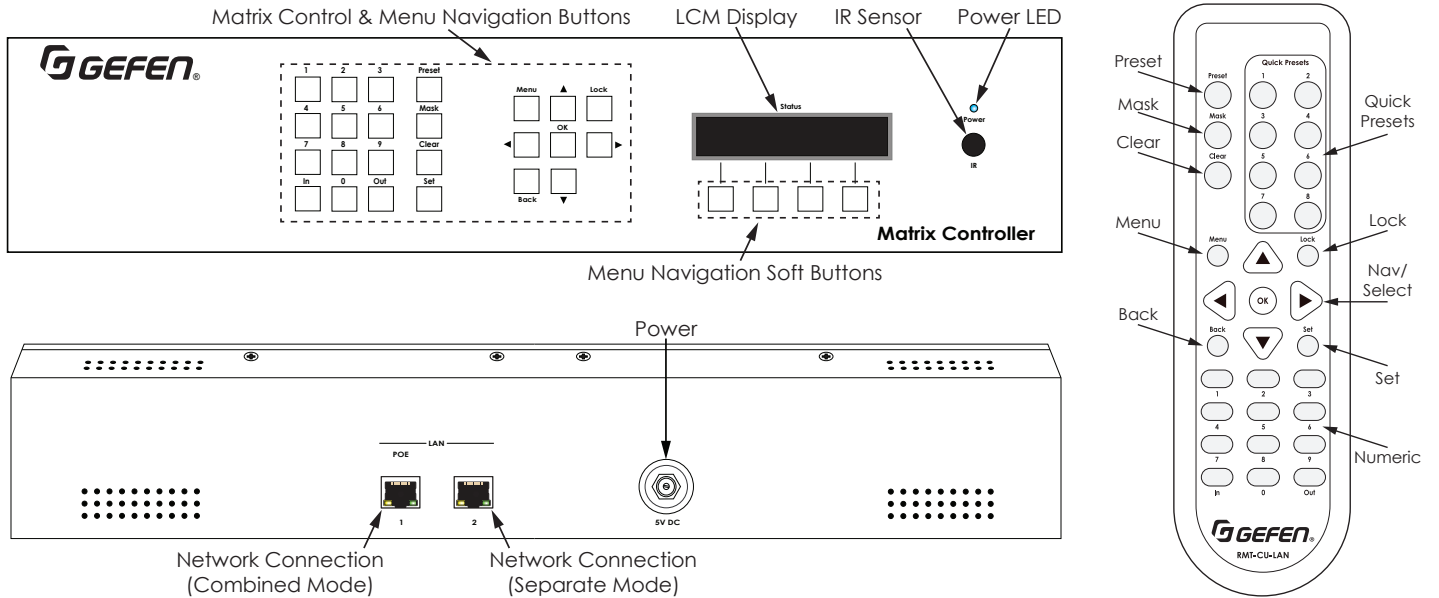 Matrix Control & Menu Navigation Buttons
LCM Display
IR Sensor
Power LED
GEFEN®
1 2 3 Preset
4 5 6 Mask
7 8 9 Clear
In 0 Out Set
Menu ▲ Lock
◀ OK ▶
Back ▼
Status
Power
IR
Matrix Controller
Menu Navigation Soft Buttons
Power
LAN
POE
1
2
5V DC
Network Connection
(Combined Mode)
Network Connection
(Separate Mode)
Preset
Mask
Clear
Menu
Back
Quick Presets
Preset 1 2
Mask 3 4
Clear 5 6
7 8
Menu ▲ Lock
◀ OK ▶
Back ▼ Set
1 2 3
4 5 6
7 8 9
In 0 Out
GEFEN®
RMT-CU-LAN
Quick
Presets
Lock
Nav/
Select
Set
Numeric